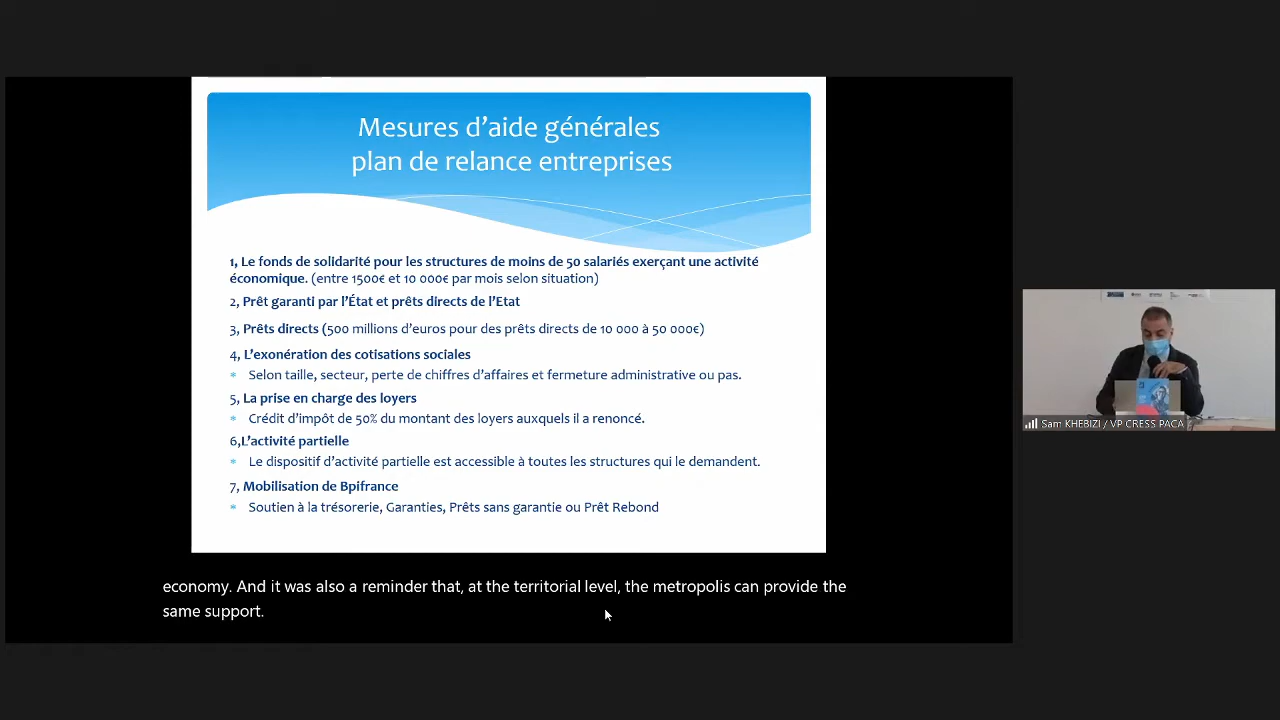 Mesures d'aide générales
plan de relance entreprises
1, Le fonds de solidarité pour les structures de moins de 50 salariés exerçant une activité
économique. (entre 1500€ et 10 000€ par mois selon situation)
2, Prêt garanti par l'État et prêts directs de l'Etat
3, Prêts directs (500 millions d'euros pour des prêts directs de 10 000 à 50 000€)
4, L'exonération des cotisations sociales
* Selon taille, secteur, perte de chiffres d'affaires et fermeture administrative ou pas.
5, La prise en charge des loyers
* Crédit d'impôt de 50% du montant des loyers auxquels il a renoncé.
6,L'activité partielle
* Le dispositif d'activité partielle est accessible à toutes les structures qui le demandent.
7, Mobilisation de Bpifrance
* Soutien à la trésorerie, Garanties, Prêts sans garantie ou Prêt Rebond
economy. And it was also a reminder that, at the territorial level, the metropolis can provide the
same support.
Sam KHEBIZI / VP CRESS PACA